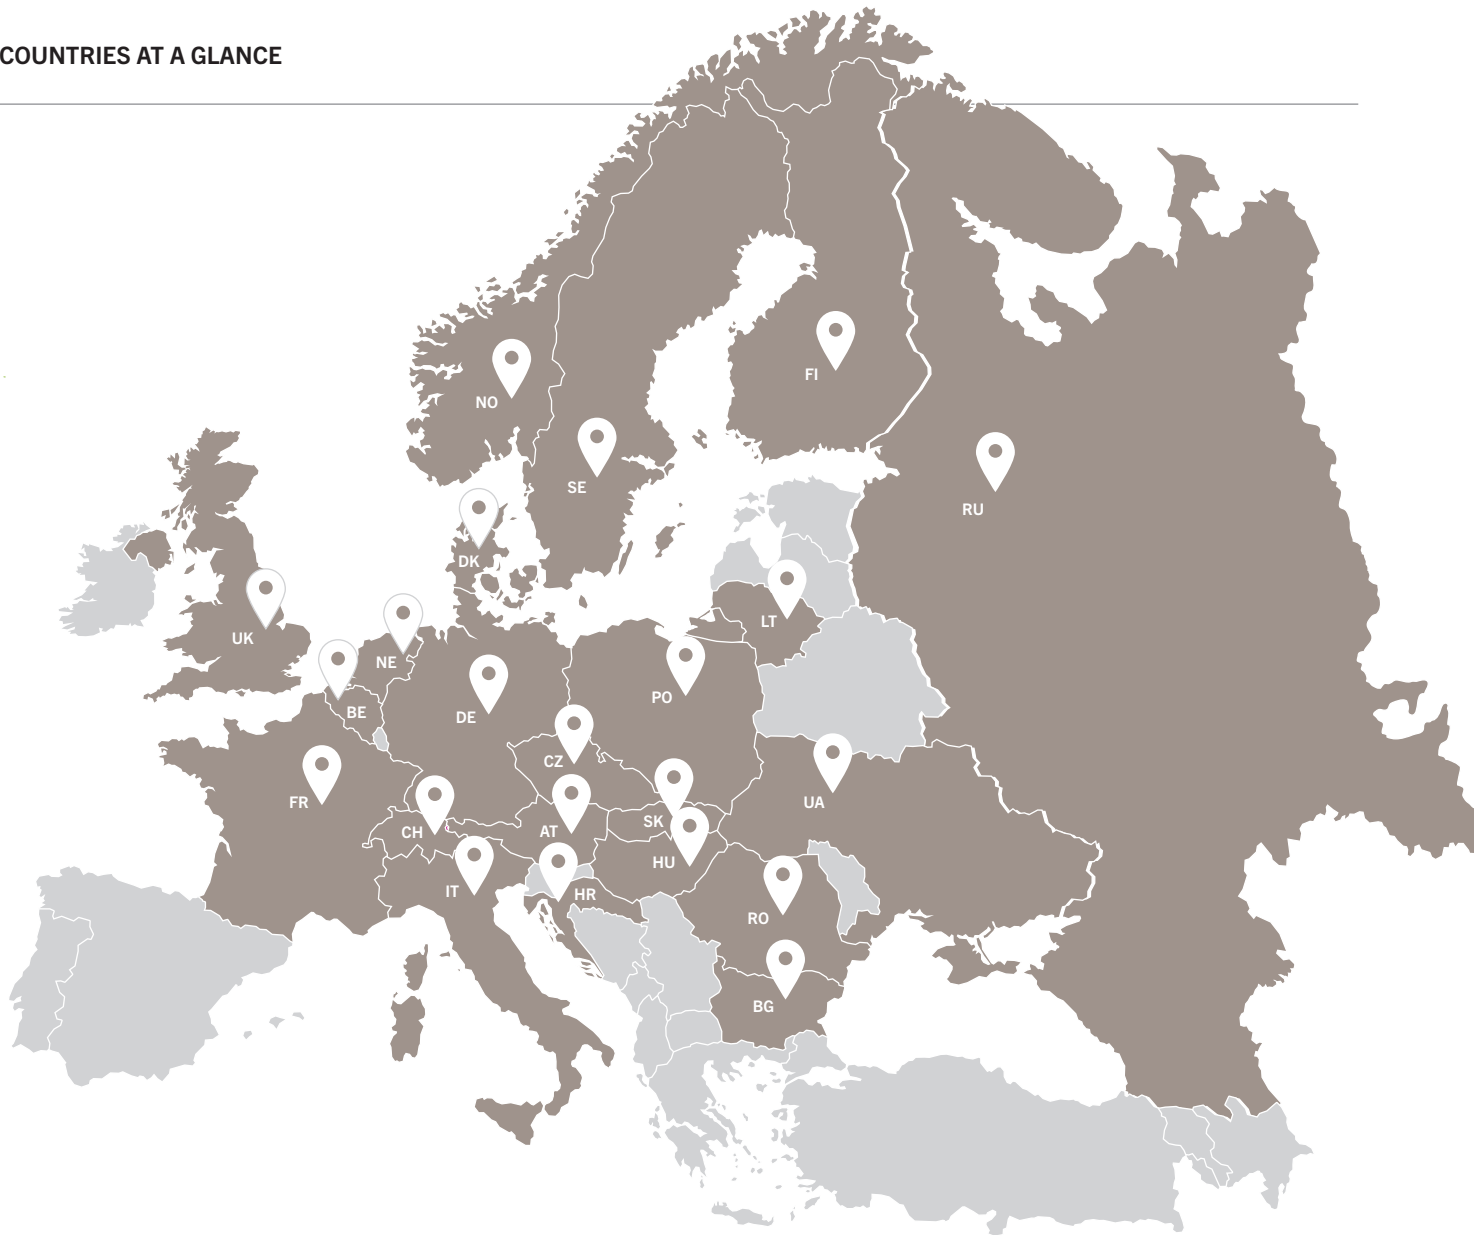 COUNTRIES AT A GLANCE
FI
NO
SE
RU
DK
LT
UK
NE
PO
BE
DE
CZ
FR
UA
SK
CH
AT
HU
IT
HR
RO
BG